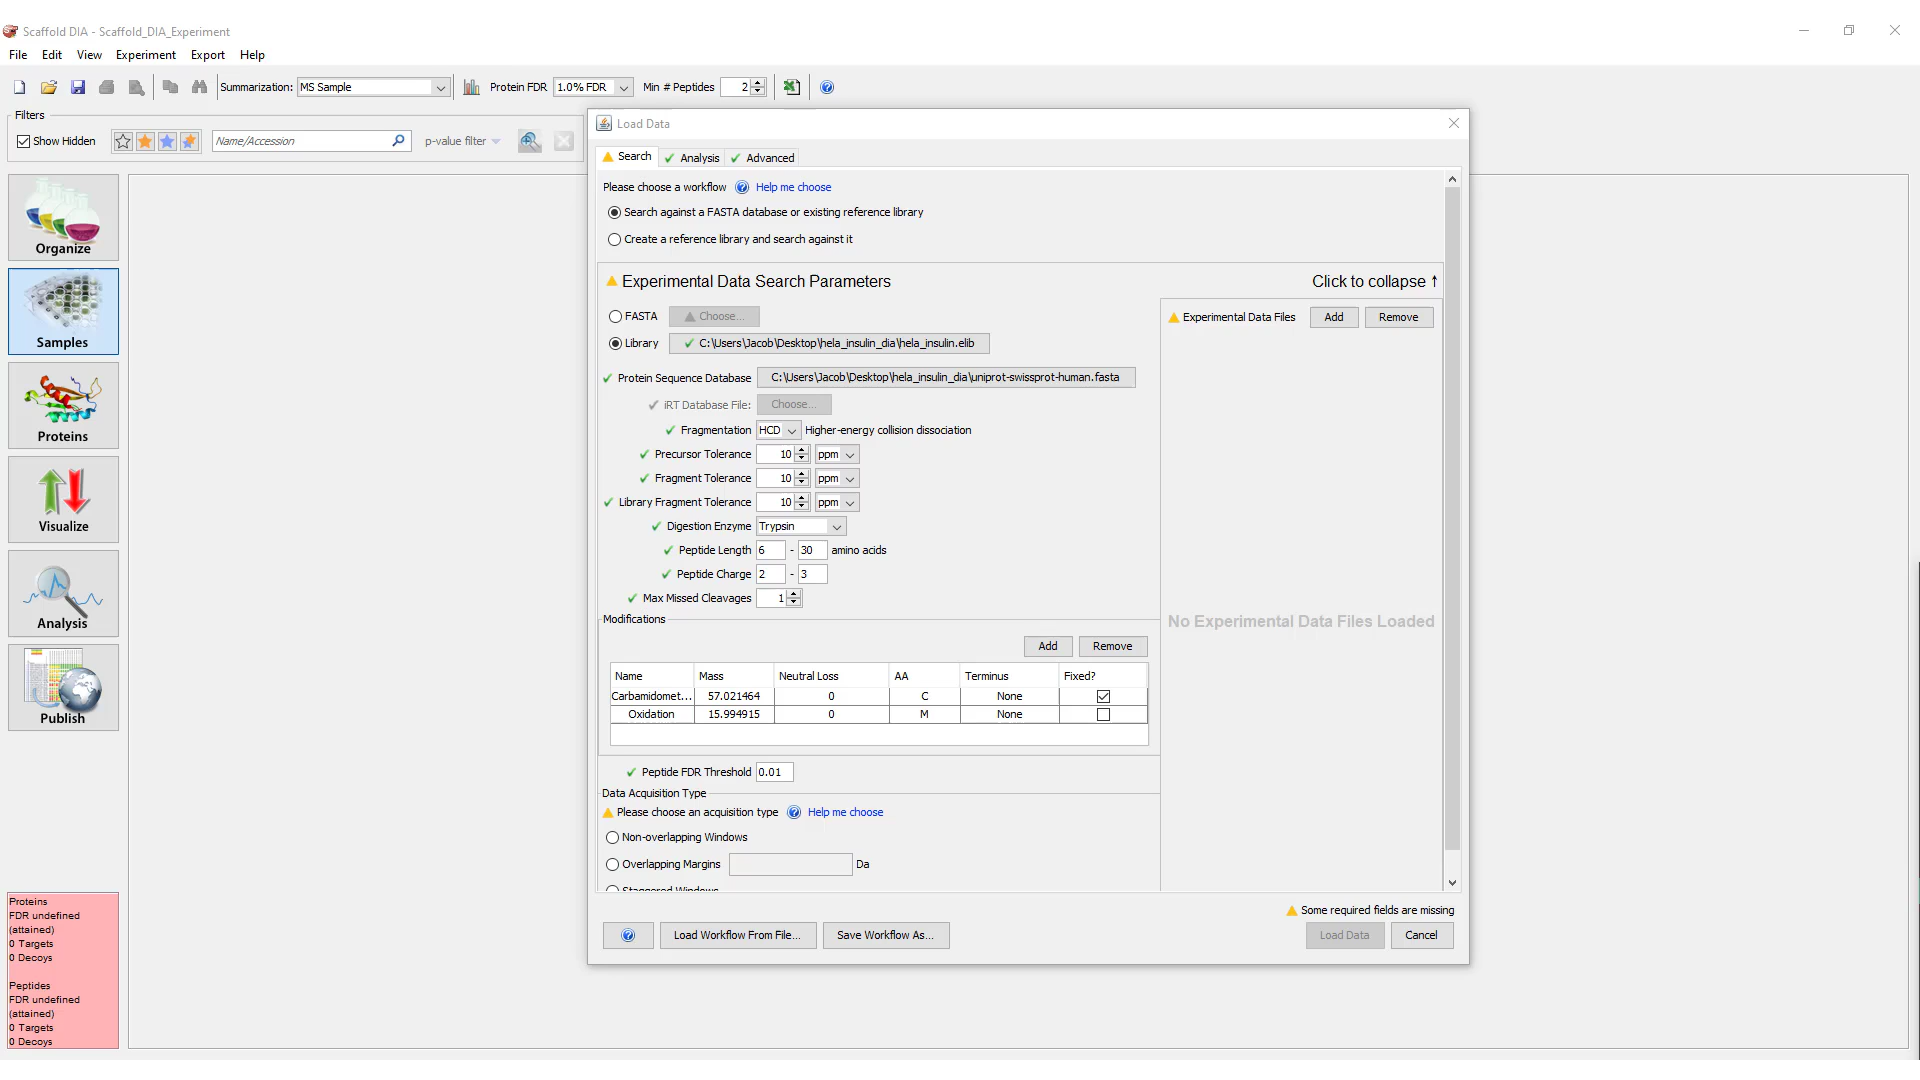 Scaffold DIA - Scaffold_DIA_Experiment
File Edit View Experiment Export Help
Summarization: MS Sample Protein FDR 1.0% FDR Min # Peptides 2
Filters
Show Hidden Name/Accession p-value filter
Organize
Samples
Proteins
Visualize
Analysis
Publish
Proteins
FDR undefined
(attained)
0 Targets
0 Decoys
Peptides
FDR undefined
(attained)
0 Targets
0 Decoys
Load Data
Search Analysis Advanced
Please choose a workflow Help me choose
Search against a FASTA database or existing reference library
Create a reference library and search against it
Experimental Data Search Parameters Click to collapse ↑
FASTA Choose...
Library C:\Users\Jacob\Desktop\hela_insulin_dia\hela_insulin.elib
Protein Sequence Database C:\Users\Jacob\Desktop\hela_insulin_dia\uniprot-swissprot-human.fasta
iRT Database File: Choose...
Fragmentation HCD Higher-energy collision dissociation
Precursor Tolerance 10 ppm
Fragment Tolerance 10 ppm
Library Fragment Tolerance 10 ppm
Digestion Enzyme Trypsin
Peptide Length 6 - 30 amino acids
Peptide Charge 2 - 3
Max Missed Cleavages 1
Modifications
Add Remove
Name Mass Neutral Loss AA Terminus Fixed?
Carbamidomet... 57.021464 0 C None
Oxidation 15.994915 0 M None
Peptide FDR Threshold 0.01
Data Acquisition Type
Please choose an acquisition type Help me choose
Non-overlapping Windows
Overlapping Margins Da
Staggered Windows
Experimental Data Files Add Remove
No Experimental Data Files Loaded
Some required fields are missing
Load Workflow From File... Save Workflow As... Load Data Cancel